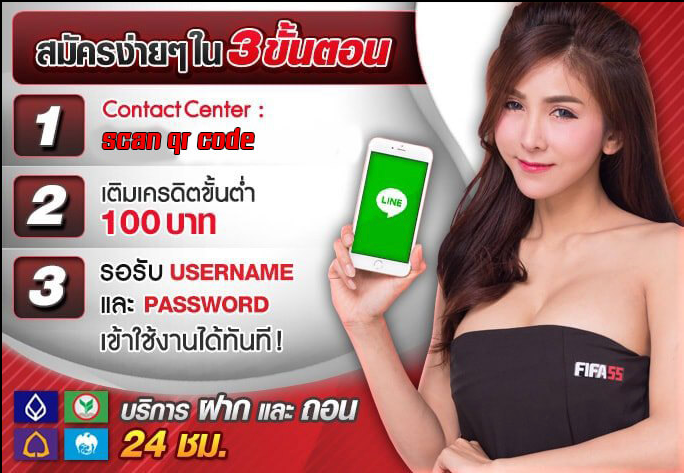 สมัครง่ายๆ ใน 3 ขั้นตอน
1
Contact Center :
scan qr code
2
เติมเครดิตขั้นต่ำ
100 บาท
3
รอรับ USERNAME
และ PASSWORD
เข้าใช้งานได้ทันที !
LINE
FIFA55
บริการ ฝาก และ ถอน
24 ชม.